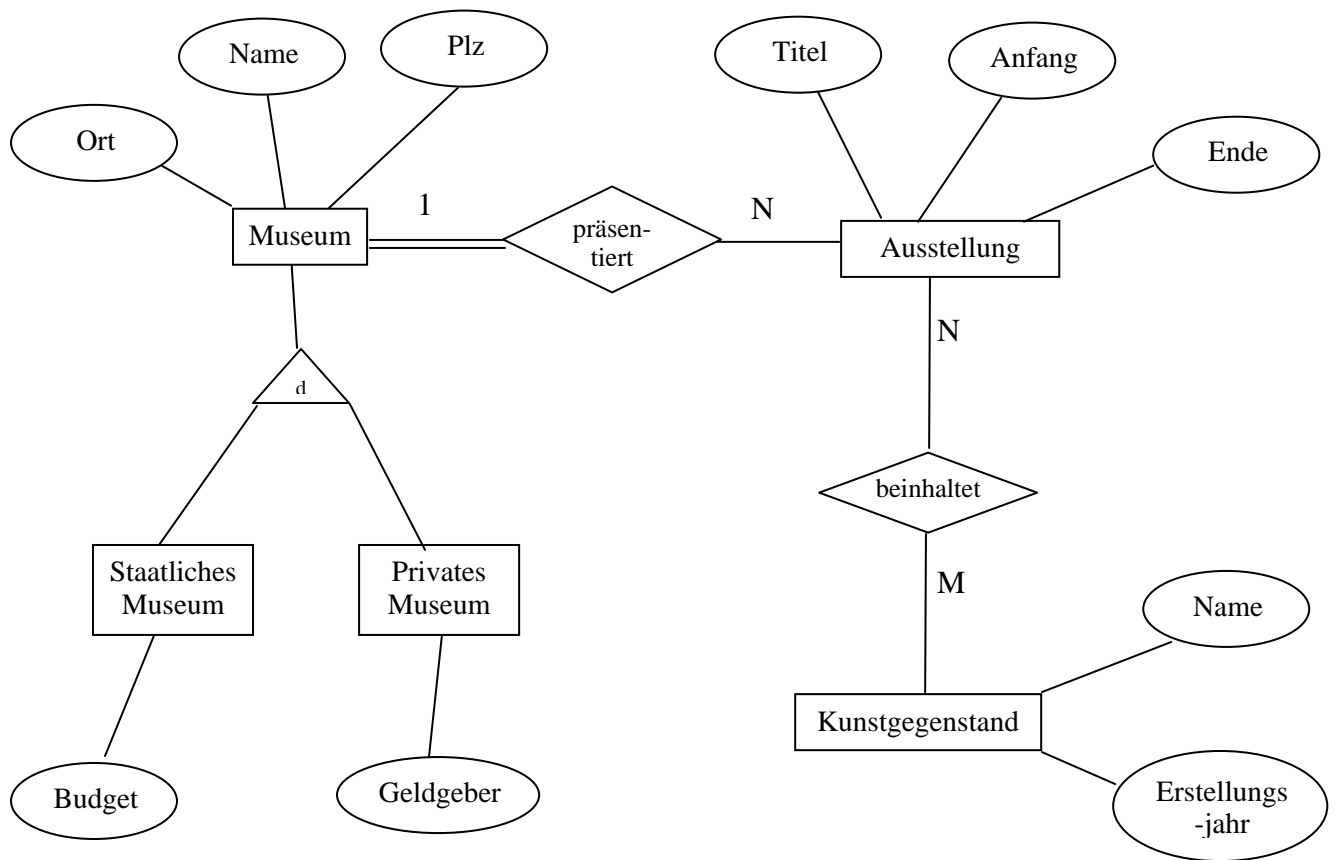 Name
Plz
Titel
Anfang
Ort
Ende
Museum
1
präsen-
tiert
N
Ausstellung
N
d
beinhaltet
Staatliches
Museum
Privates
Museum
M
Name
Kunstgegenstand
Budget
Geldgeber
Erstellungs
-jahr